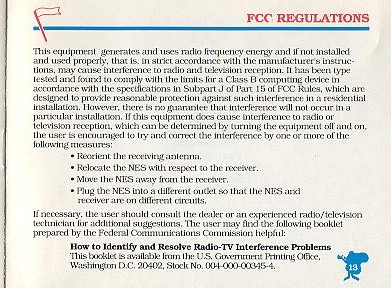 FCC REGULATIONS
This equipment generates and uses radio frequency energy and if not installed
and used properly, that is, in strict accordance with the manufacturer's instruc-
tions, may cause interference to radio and television reception. It has been type
tested and found to comply with the limits for a Class B computing device in
accordance with the specifications in Subpart J of Part 15 of FCC Rules, which are
designed to provide reasonable protection against such interference in a residential
installation. However, there is no guarantee that interference will not occur in a
particular installation. If this equipment does cause interference to radio or
television reception, which can be determined by turning the equipment off and on,
the user is encouraged to try and correct the interference by one or more of the
following measures:
• Reorient the receiving antenna.
• Relocate the NES with respect to the receiver.
• Move the NES away from the receiver.
• Plug the NES into a different outlet so that the NES and
receiver are on different circuits.
If necessary, the user should consult the dealer or an experienced radio/television
technician for additional suggestions. The user may find the following booklet
prepared by the Federal Communications Commission helpful:
How to Identify and Resolve Radio-TV Interference Problems
This booklet is available from the U.S. Government Printing Office,
Washington D.C. 20402, Stock No. 004-000-00345-4.
13